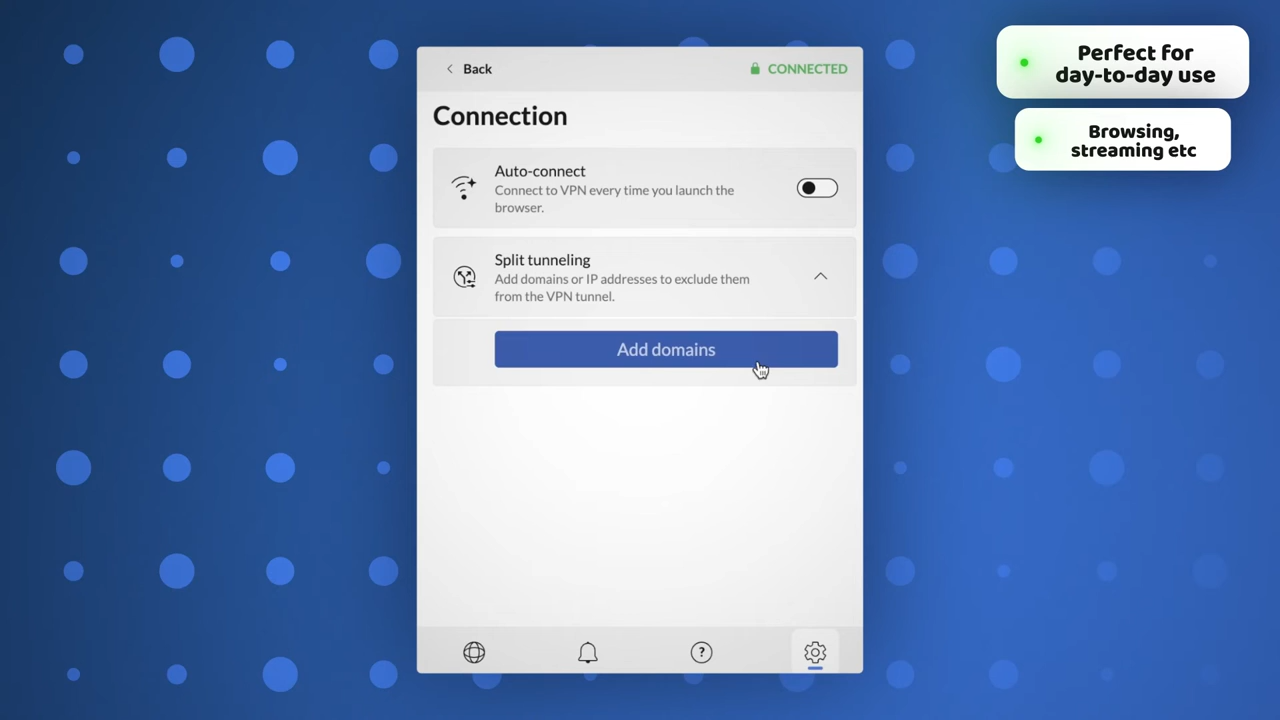 Back
CONNECTED
Connection
Auto-connect
Connect to VPN every time you launch the
browser.
Split tunneling
Add domains or IP addresses to exclude them
from the VPN tunnel.
Add domains
?
Perfect for
day-to-day use
Browsing,
streaming etc